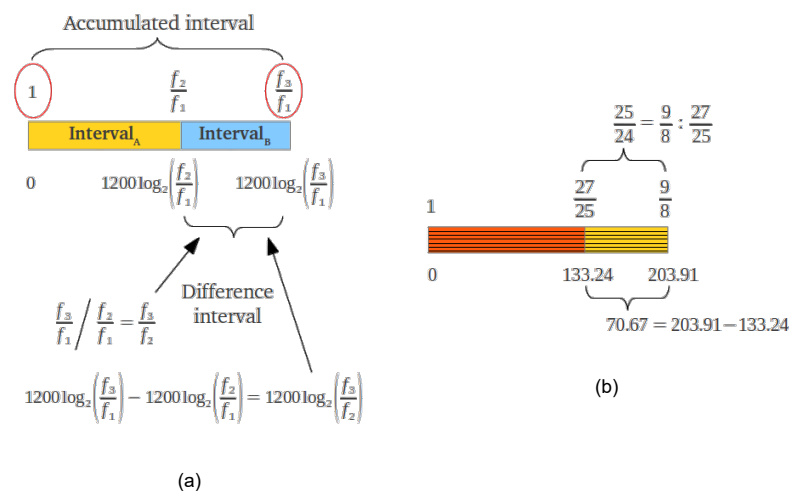 Accumulated interval
1 f₂/f₁ f₃/f₁
Interval_A Interval_B
0 1200log₂(f₂/f₁) 1200log₂(f₃/f₁)
Difference
interval
f₃/f₁ / f₂/f₁ = f₃/f₂
1200log₂(f₃/f₁) − 1200log₂(f₂/f₁) = 1200log₂(f₃/f₂)
(a)
25/24 = 9/8 : 27/25
1 27/25 9/8
0 133.24 203.91
70.67 = 203.91−133.24
(b)